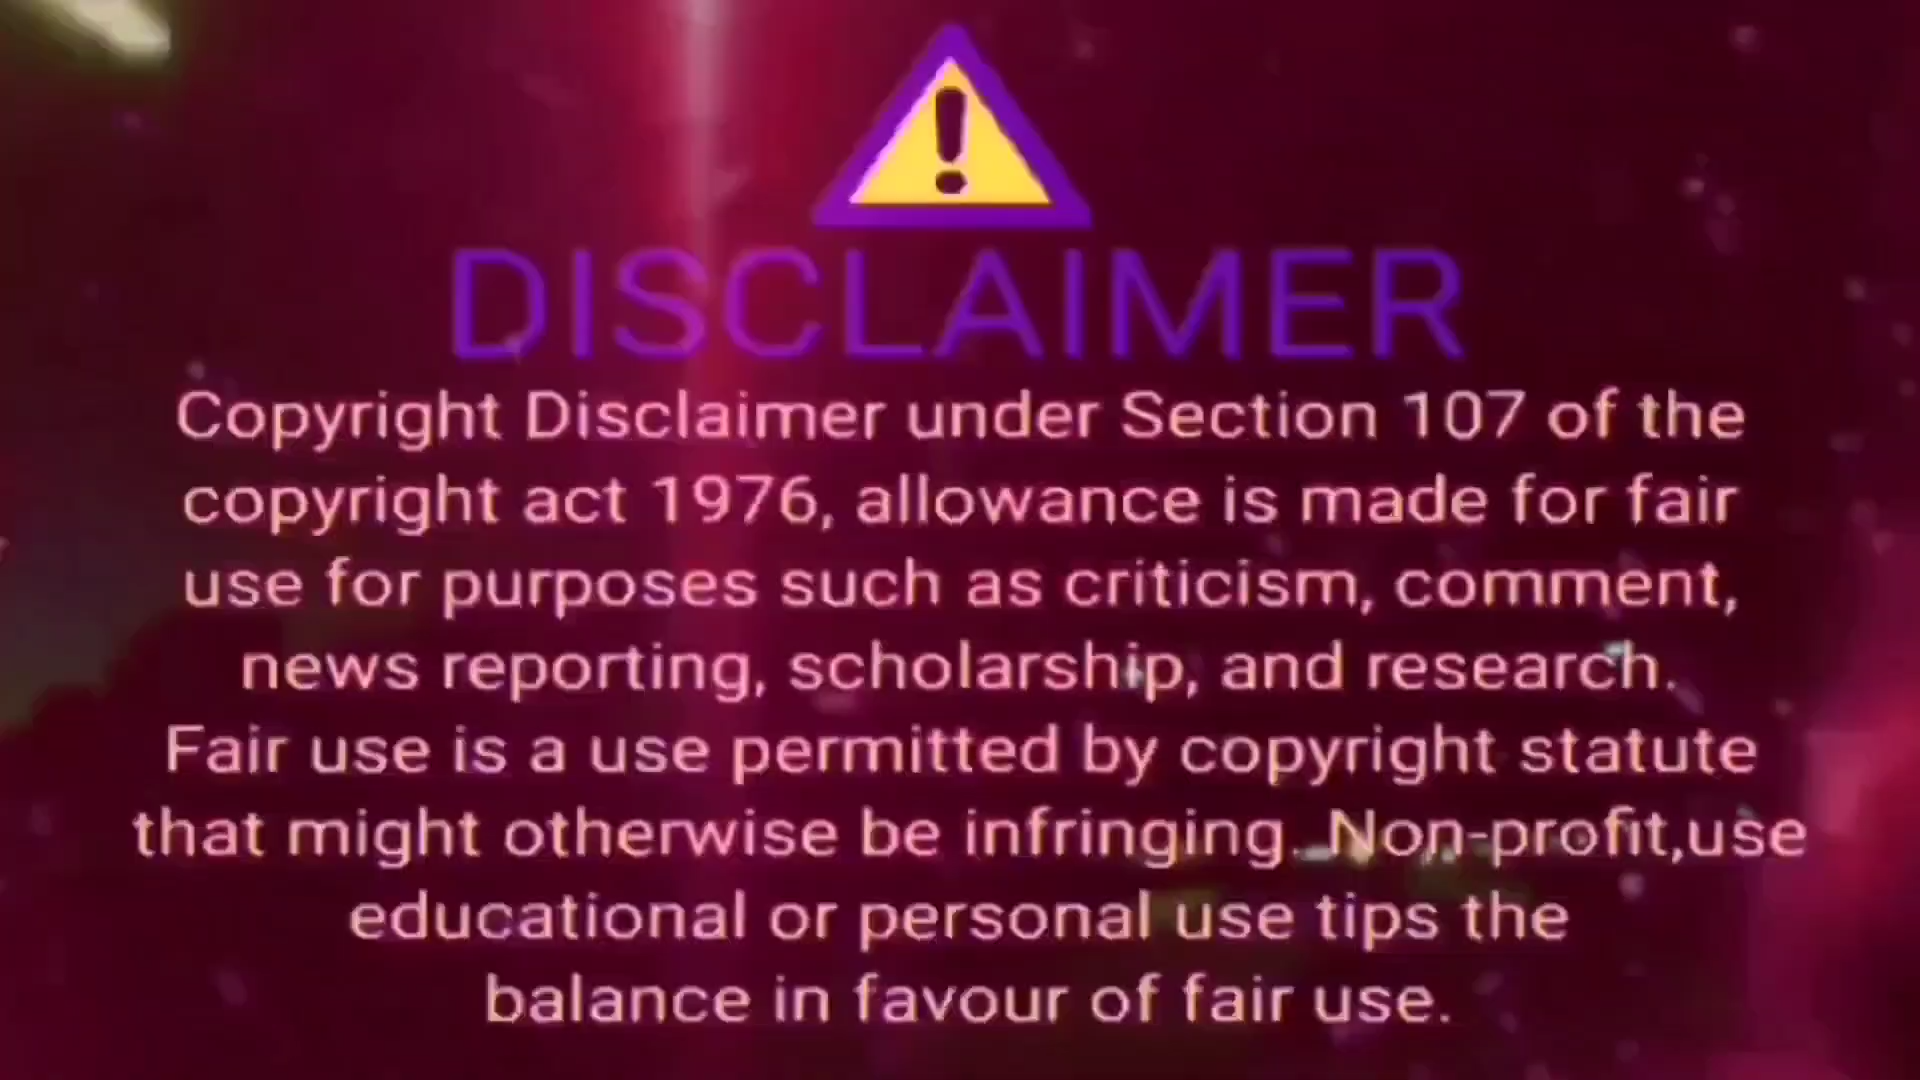 DISCLAIMER
Copyright Disclaimer under Section 107 of the
copyright act 1976, allowance is made for fair
use for purposes such as criticism, comment,
news reporting, scholarship, and research.
Fair use is a use permitted by copyright statute
that might otherwise be infringing. Non-profit,use
educational or personal use tips the
balance in favour of fair use.